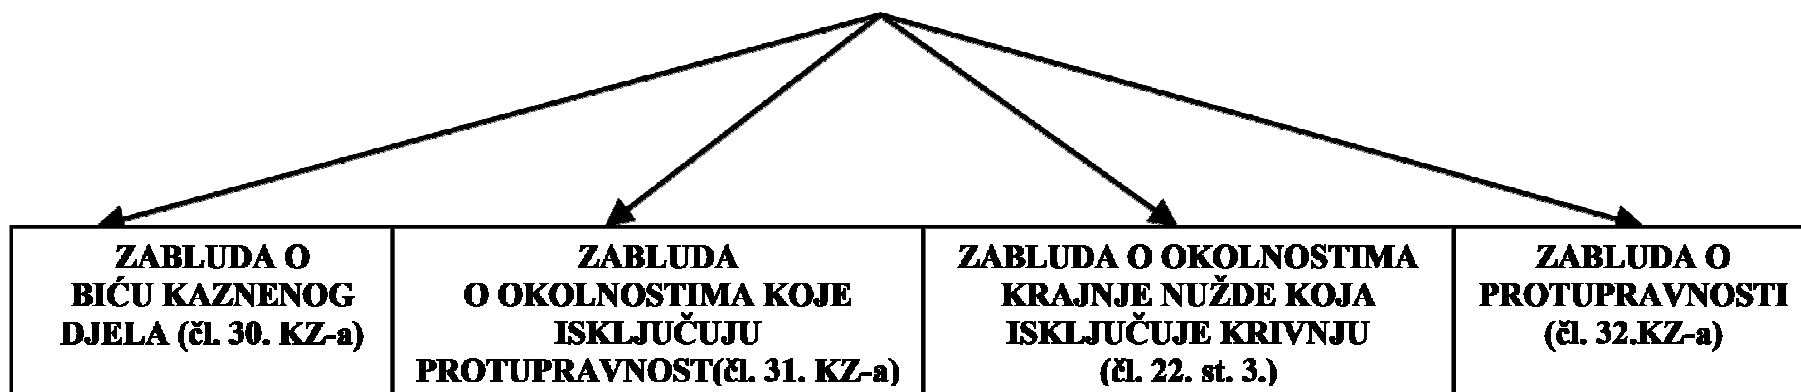 ZABLUDA O
BIĆU KAZNENOG
DJELA (čl. 30. KZ-a)
ZABLUDA
O OKOLNOSTIMA KOJE
ISKLJUČUJU
PROTUPRAVNOST(čl. 31. KZ-a)
ZABLUDA O OKOLNOSTIMA
KRAJNJE NUŽDE KOJA
ISKLJUČUJE KRIVNJU
(čl. 22. st. 3.)
ZABLUDA O
PROTUPRAVNOSTI
(čl. 32.KZ-a)